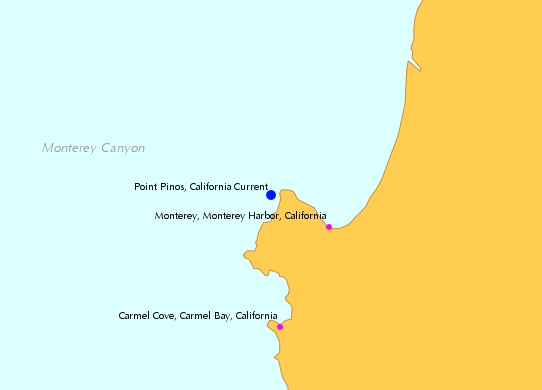 Monterey Canyon
Point Pinos, California Current
Monterey, Monterey Harbor, California
Carmel Cove, Carmel Bay, California